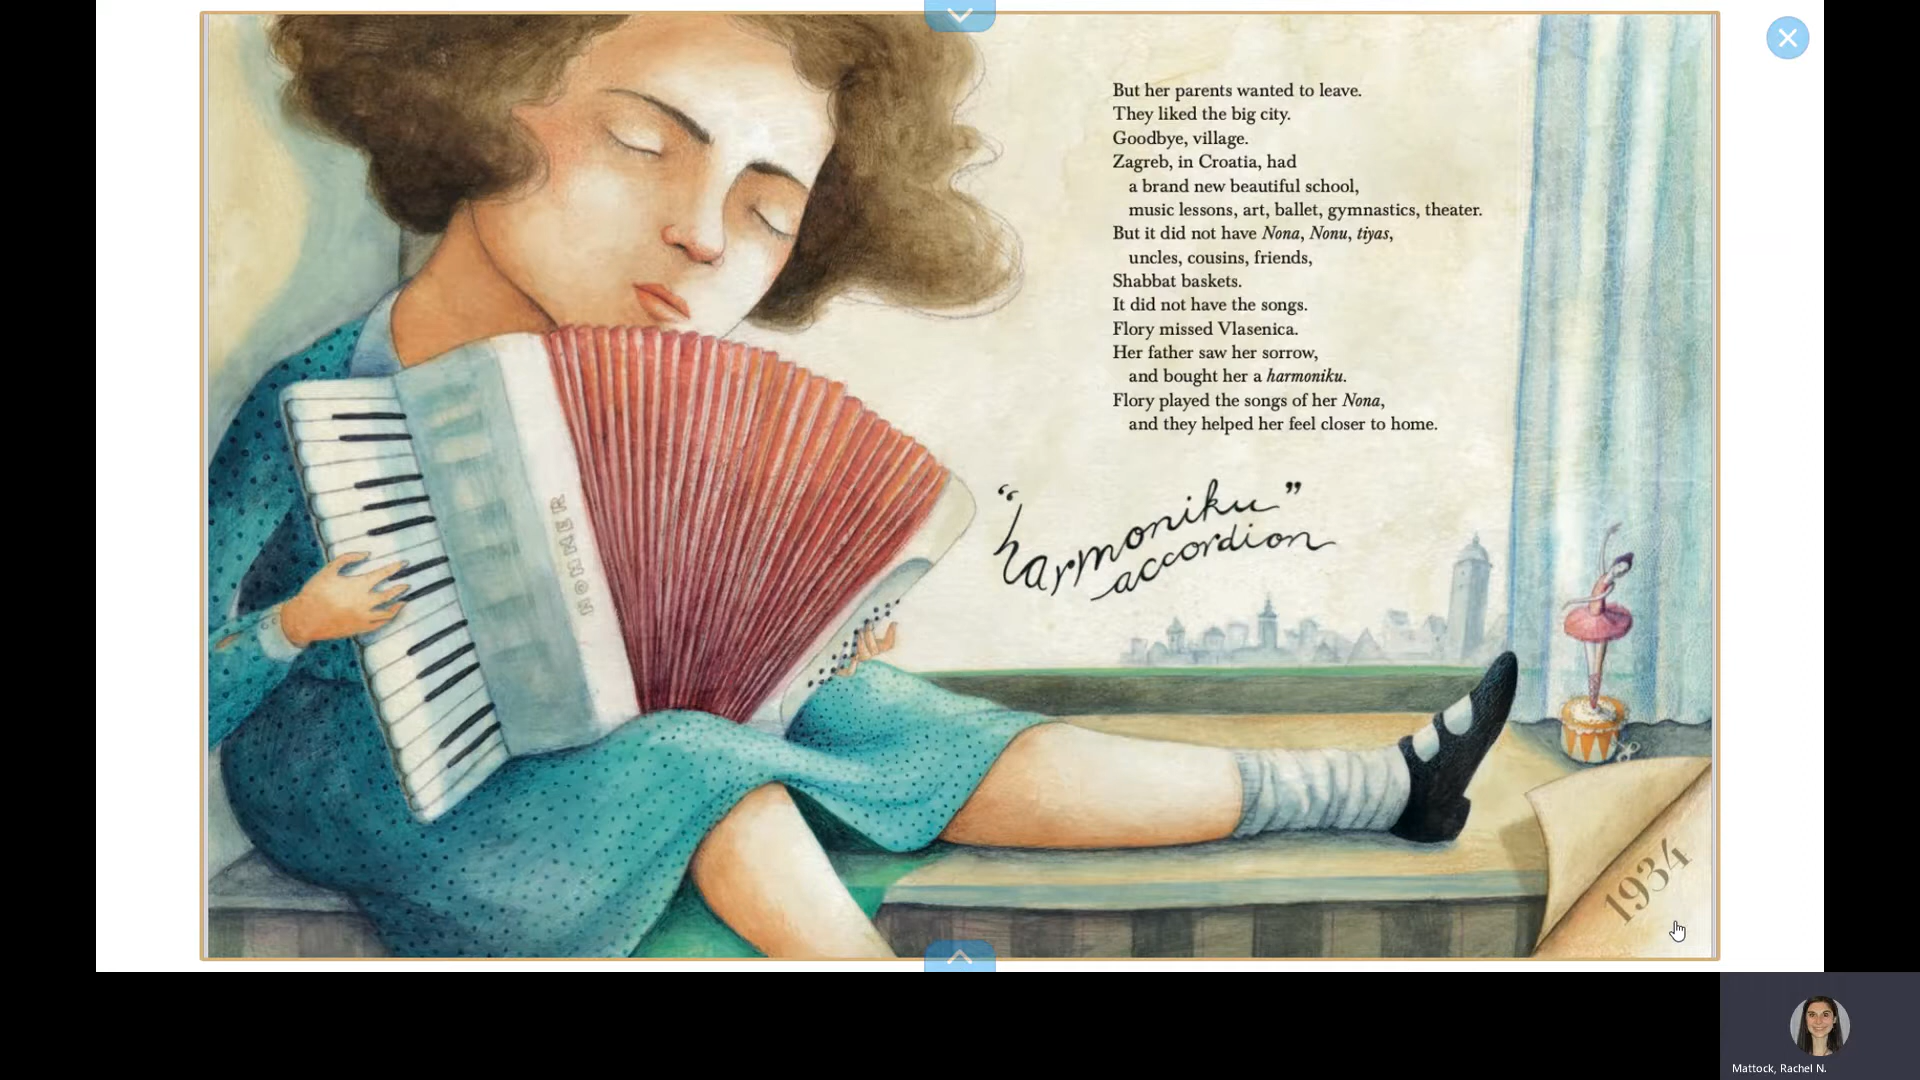 But her parents wanted to leave.
They liked the big city.
Goodbye, village.
Zagreb, in Croatia, had
a brand new beautiful school,
music lessons, art, ballet, gymnastics, theater.
But it did not have Nona, Nonu, tiyas,
uncles, cousins, friends,
Shabbat baskets.
It did not have the songs.
Flory missed Vlasenica.
Her father saw her sorrow,
and bought her a harmoniku.
Flory played the songs of her Nona,
and they helped her feel closer to home.
HOHNER
“harmoniku”
accordion
1934
Mattock, Rachel N.